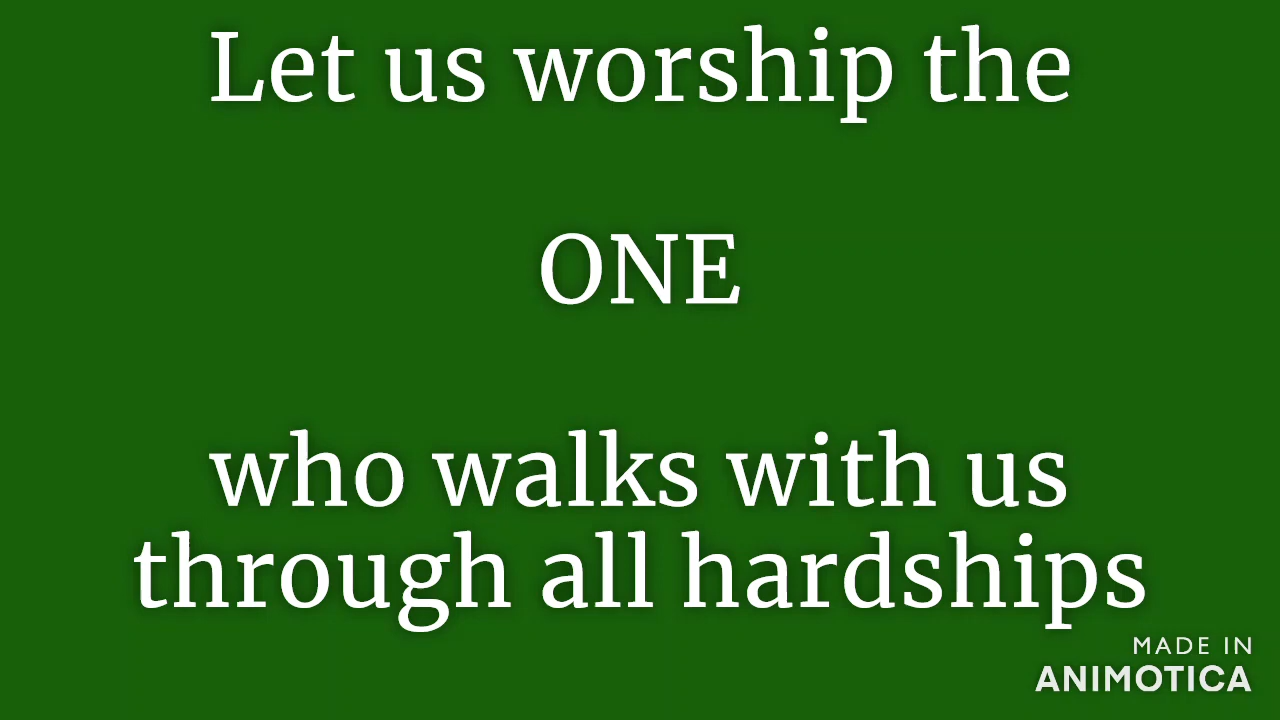 Let us worship the
ONE
who walks with us
through all hardships
MADE IN
ANIMOTICA